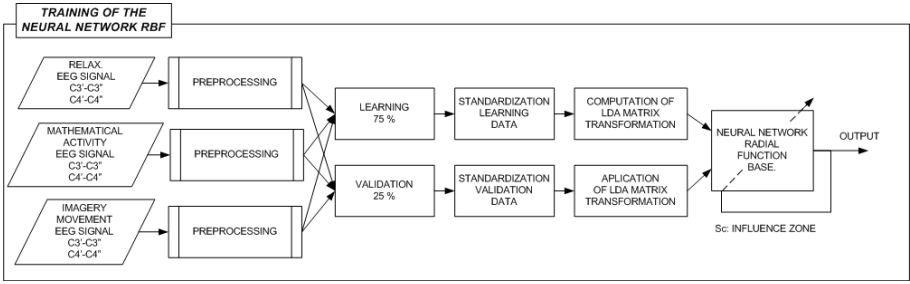 TRAINING OF THE
NEURAL NETWORK RBF
RELAX.
EEG SIGNAL
C3'-C3"
C4'-C4"
PREPROCESSING
MATHEMATICAL
ACTIVITY
EEG SIGNAL
C3'-C3"
C4'-C4"
PREPROCESSING
IMAGERY
MOVEMENT
EEG SIGNAL
C3'-C3"
C4'-C4"
PREPROCESSING
LEARNING
75 %
VALIDATION
25 %
STANDARDIZATION
LEARNING
DATA
STANDARDIZATION
VALIDATION
DATA
COMPUTATION OF
LDA MATRIX
TRANSFORMATION
APLICATION
OF LDA MATRIX
TRANSFORMATION
NEURAL NETWORK
RADIAL
FUNCTION
BASE.
OUTPUT
Sc: INFLUENCE ZONE